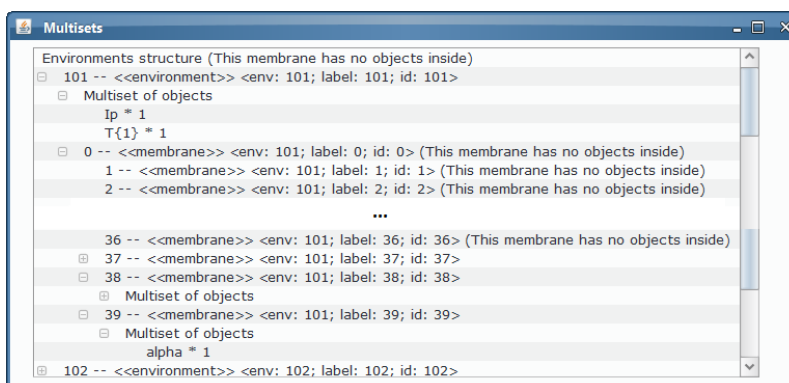 Multisets
Environments structure (This membrane has no objects inside)
101 -- <<environment>> <env: 101; label: 101; id: 101>
Multiset of objects
Ip * 1
T{1} * 1
0 -- <<membrane>> <env: 101; label: 0; id: 0> (This membrane has no objects inside)
1 -- <<membrane>> <env: 101; label: 1; id: 1> (This membrane has no objects inside)
2 -- <<membrane>> <env: 101; label: 2; id: 2> (This membrane has no objects inside)
...
36 -- <<membrane>> <env: 101; label: 36; id: 36> (This membrane has no objects inside)
37 -- <<membrane>> <env: 101; label: 37; id: 37>
38 -- <<membrane>> <env: 101; label: 38; id: 38>
Multiset of objects
39 -- <<membrane>> <env: 101; label: 39; id: 39>
Multiset of objects
alpha * 1
102 -- <<environment>> <env: 102; label: 102; id: 102>